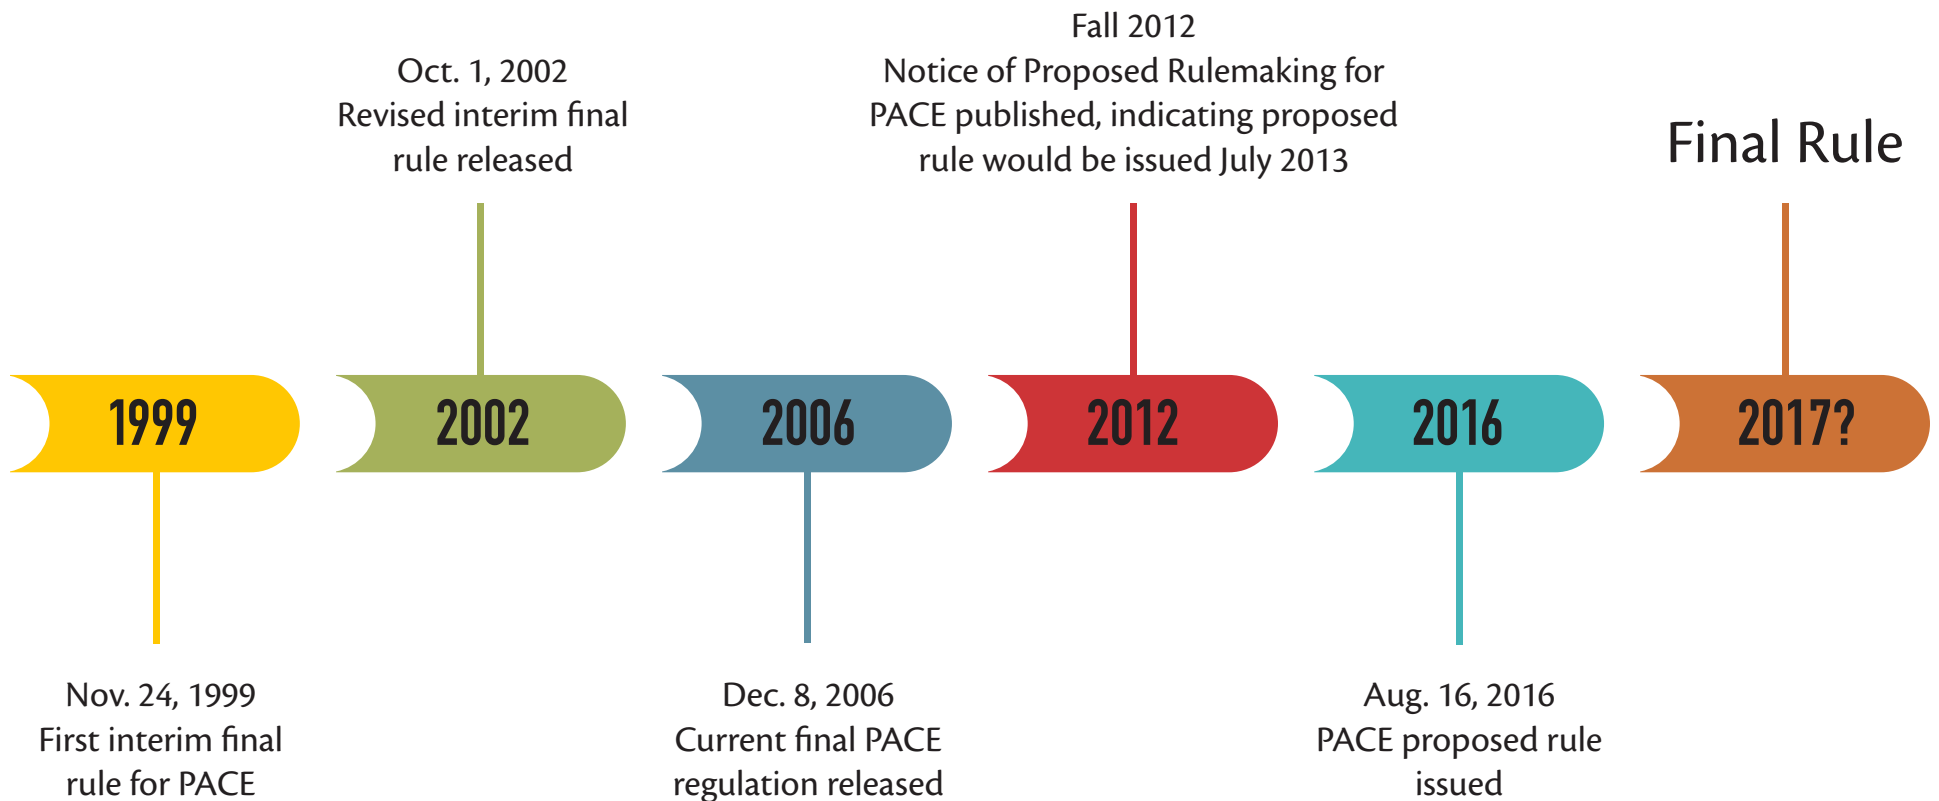 Fall 2012
Notice of Proposed Rulemaking for
PACE published, indicating proposed
rule would be issued July 2013
Oct. 1, 2002
Revised interim final
rule released
Final Rule
1999
2002
2006
2012
2016
2017?
Nov. 24, 1999
First interim final
rule for PACE
Dec. 8, 2006
Current final PACE
regulation released
Aug. 16, 2016
PACE proposed rule
issued